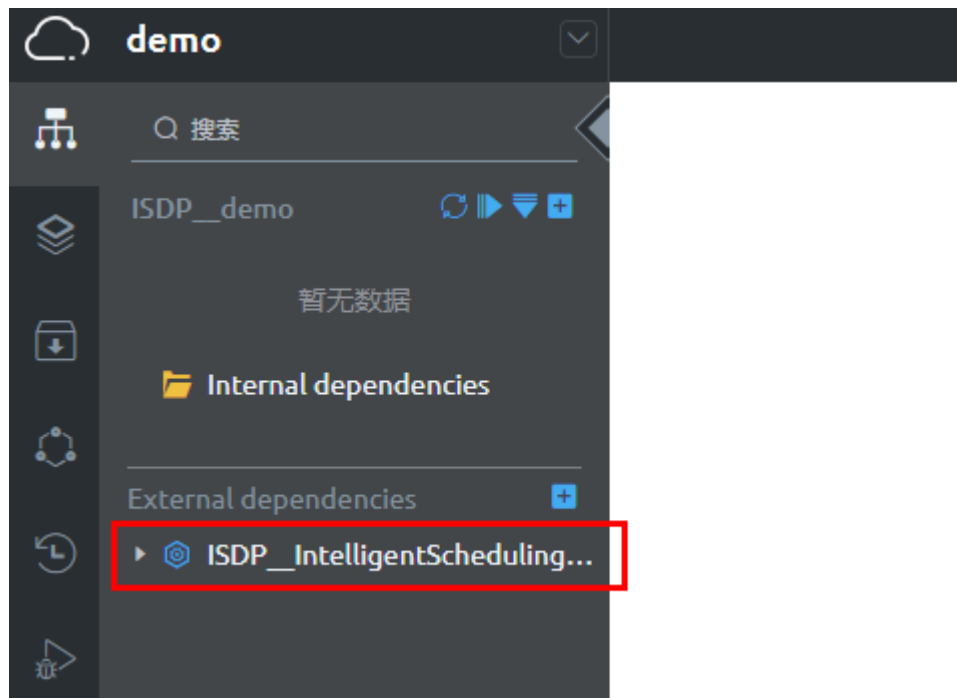 demo
搜索
ISDP__demo
暂无数据
Internal dependencies
External dependencies
ISDP__IntelligentScheduling...